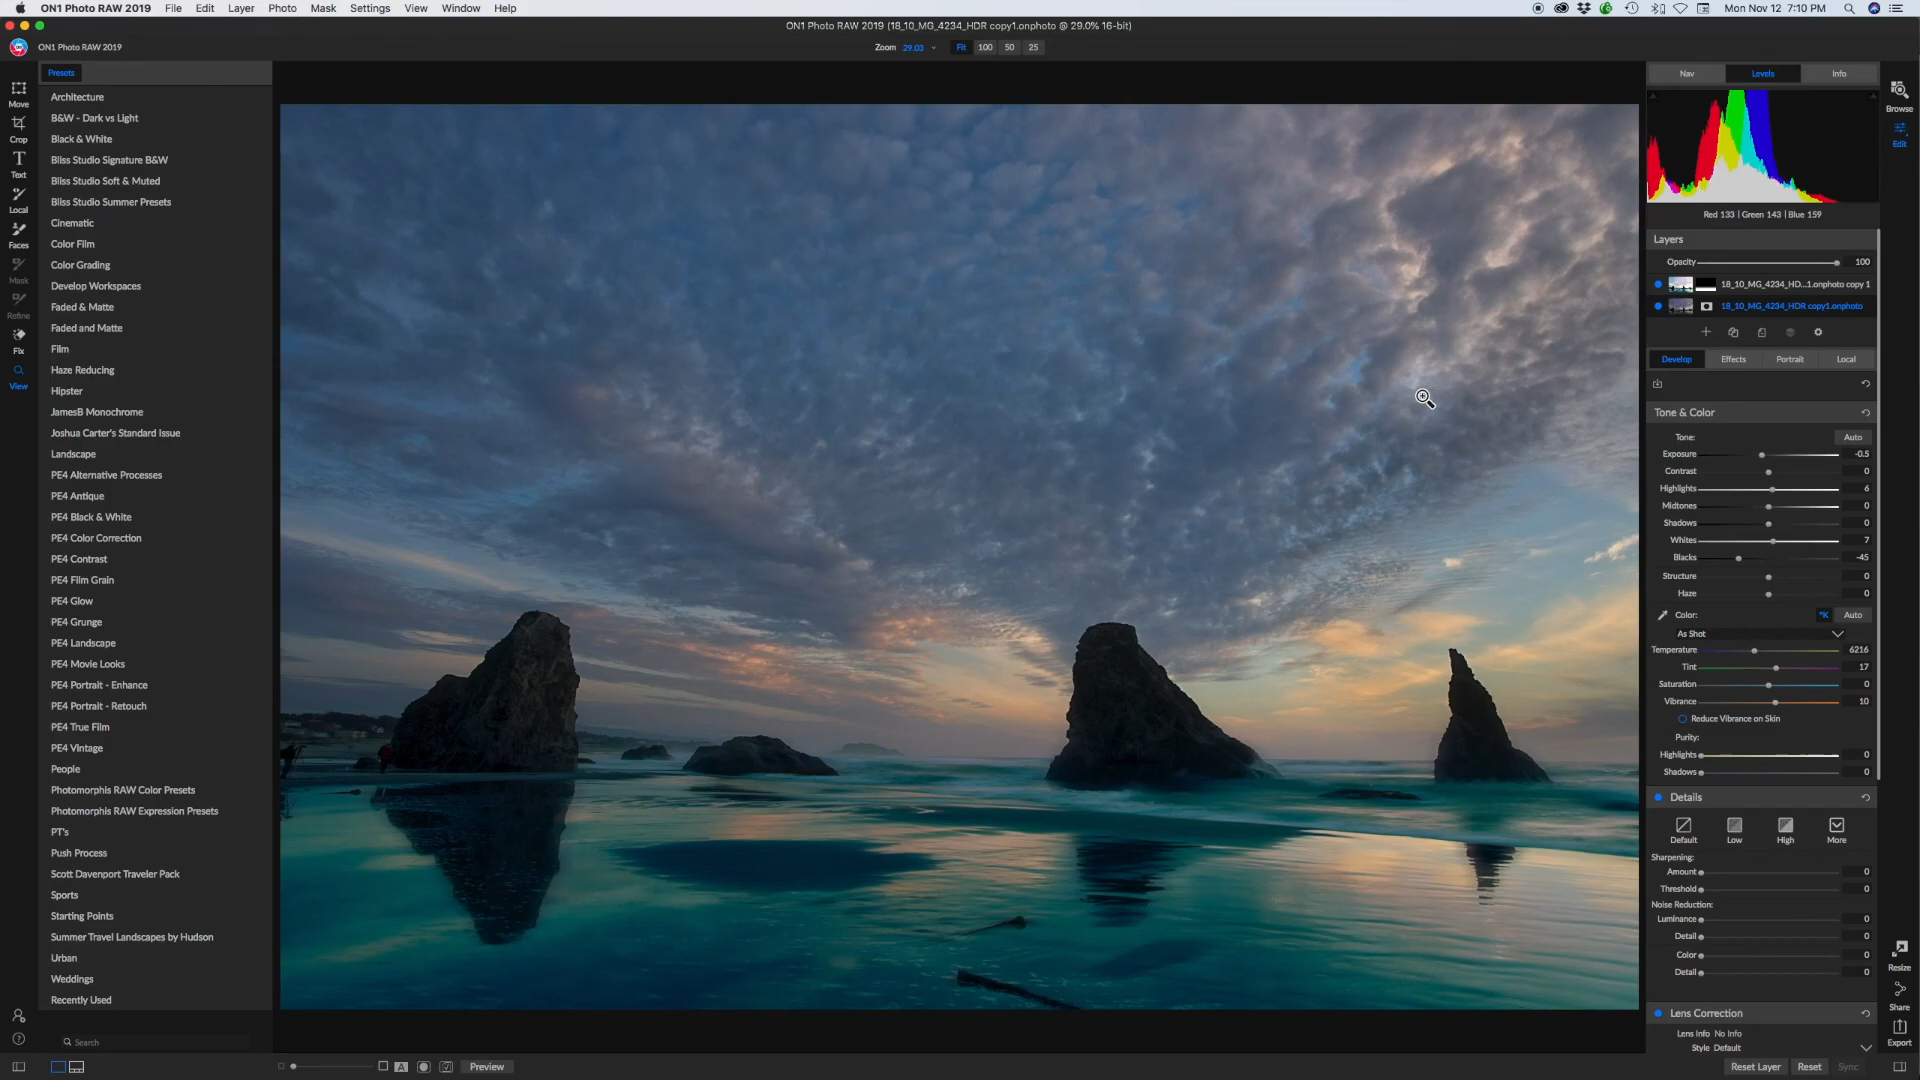 ON1 Photo RAW 2019 File Edit Layer Photo Mask Settings View Window Help Mon Nov 12 7:10 PM
ON1 Photo RAW 2019 (18_10_MG_4234_HDR copy1.onphoto @ 29.0% 16-bit)
ON1 Photo RAW 2019 Zoom 29.03 Fit 100 50 25
Presets
Architecture
B&W - Dark vs Light
Black & White
Bliss Studio Signature B&W
Bliss Studio Soft & Muted
Bliss Studio Summer Presets
Cinematic
Color Film
Color Grading
Develop Workspaces
Faded & Matte
Faded and Matte
Film
Haze Reducing
Hipster
JamesB Monochrome
Joshua Carter's Standard Issue
Landscape
PE4 Alternative Processes
PE4 Antique
PE4 Black & White
PE4 Color Correction
PE4 Contrast
PE4 Film Grain
PE4 Glow
PE4 Grunge
PE4 Landscape
PE4 Movie Looks
PE4 Portrait - Enhance
PE4 Portrait - Retouch
PE4 True Film
PE4 Vintage
People
Photomorphis RAW Color Presets
Photomorphis RAW Expression Presets
PT's
Push Process
Scott Davenport Traveler Pack
Sports
Starting Points
Summer Travel Landscapes by Hudson
Urban
Weddings
Recently Used
Search
Move
Crop
Text
Local
Faces
Mask
Refine
Fix
View
Nav Levels Info
Red 133 | Green 143 | Blue 159
Layers
Opacity 100
18_10_MG_4234_HD...1.onphoto copy 1
18_10_MG_4234_HDR copy1.onphoto
Develop Effects Portrait Local
Tone & Color
Tone: Auto
Exposure -0.5
Contrast 0
Highlights 6
Midtones 0
Shadows 0
Whites 7
Blacks -45
Structure 0
Haze 0
Color: °K Auto
As Shot
Temperature 6216
Tint 17
Saturation 0
Vibrance 10
Reduce Vibrance on Skin
Purity:
Highlights 0
Shadows 0
Details
Default Low High More
Sharpening:
Amount 0
Threshold 0
Noise Reduction:
Luminance 0
Detail 0
Color 0
Detail 0
Lens Correction
Lens Info No Info
Style Default
Browse
Edit
Resize
Share
Export
A Preview
Reset Layer Reset Sync